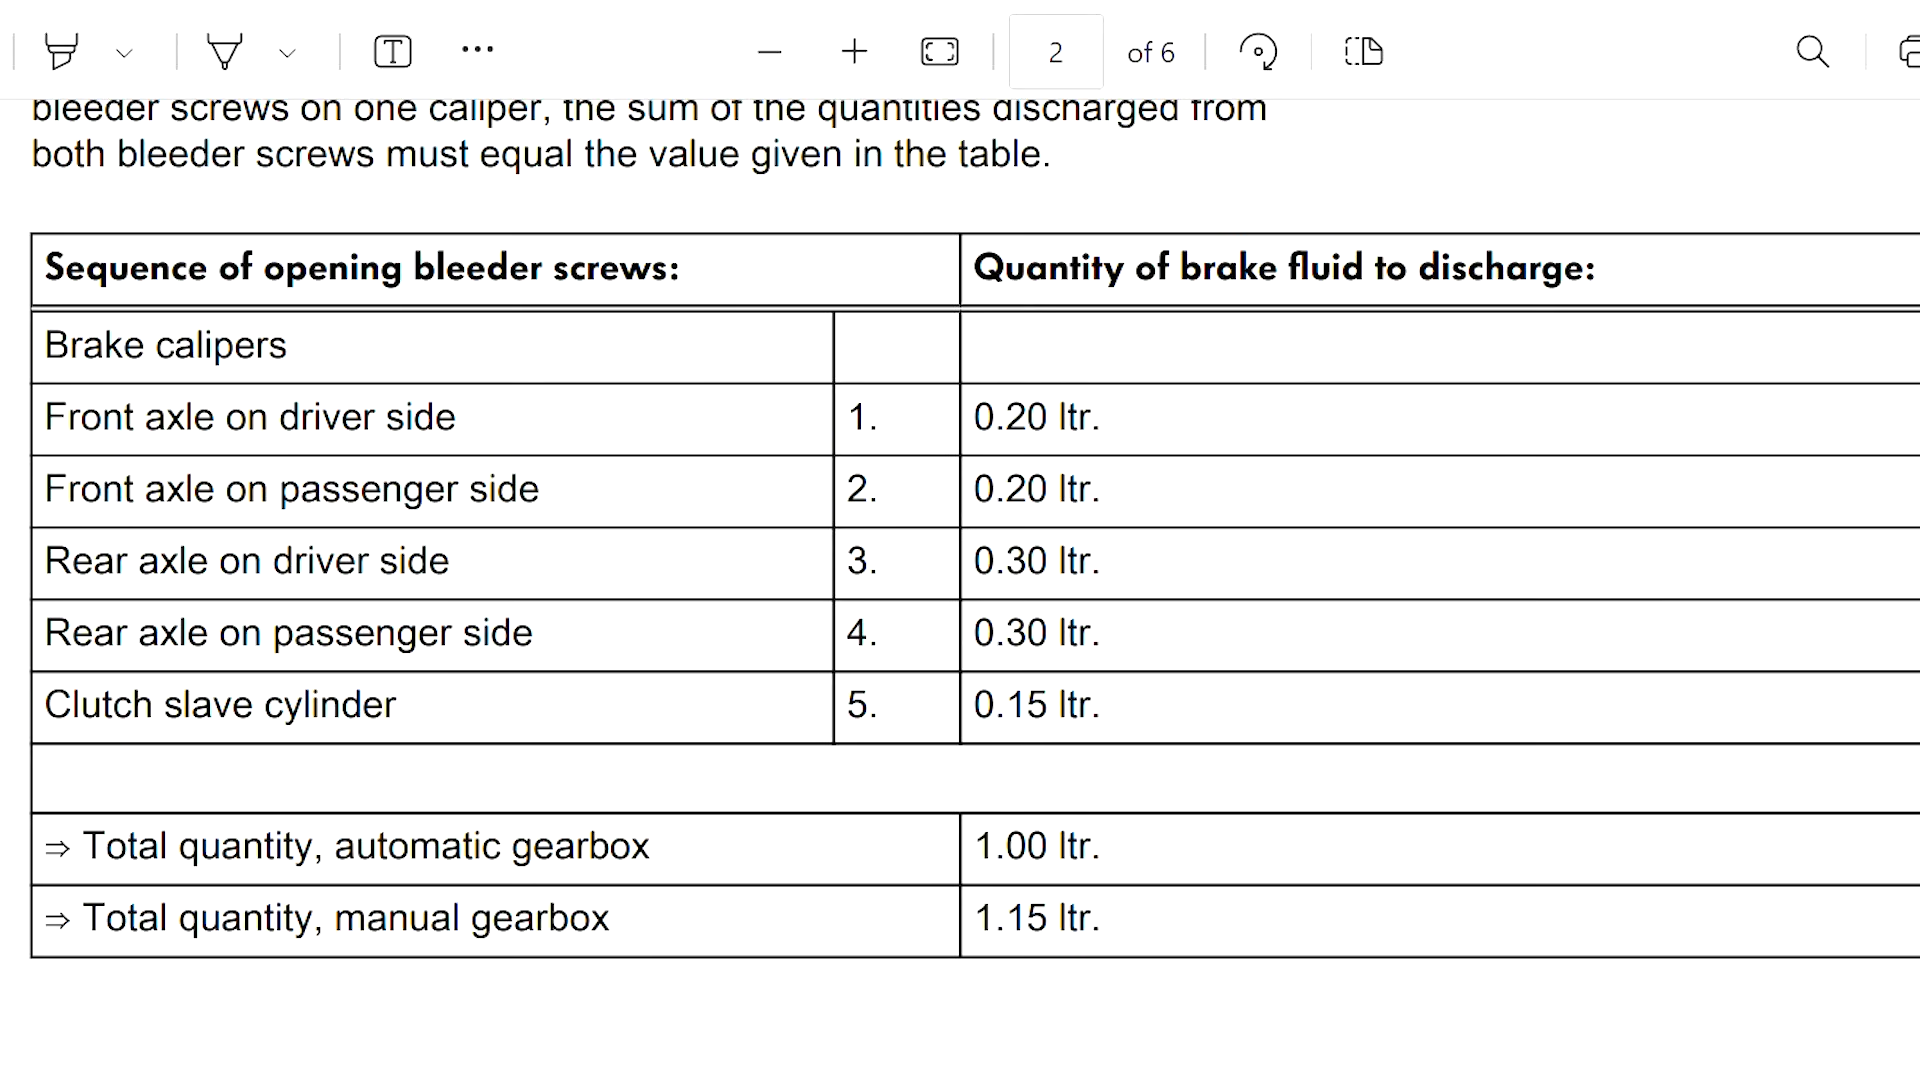 2 of 6
bleeder screws on one caliper, the sum of the quantities discharged from
both bleeder screws must equal the value given in the table.
Sequence of opening bleeder screws: Quantity of brake fluid to discharge:
Brake calipers
Front axle on driver side 1. 0.20 ltr.
Front axle on passenger side 2. 0.20 ltr.
Rear axle on driver side 3. 0.30 ltr.
Rear axle on passenger side 4. 0.30 ltr.
Clutch slave cylinder 5. 0.15 ltr.
⇒ Total quantity, automatic gearbox 1.00 ltr.
⇒ Total quantity, manual gearbox 1.15 ltr.